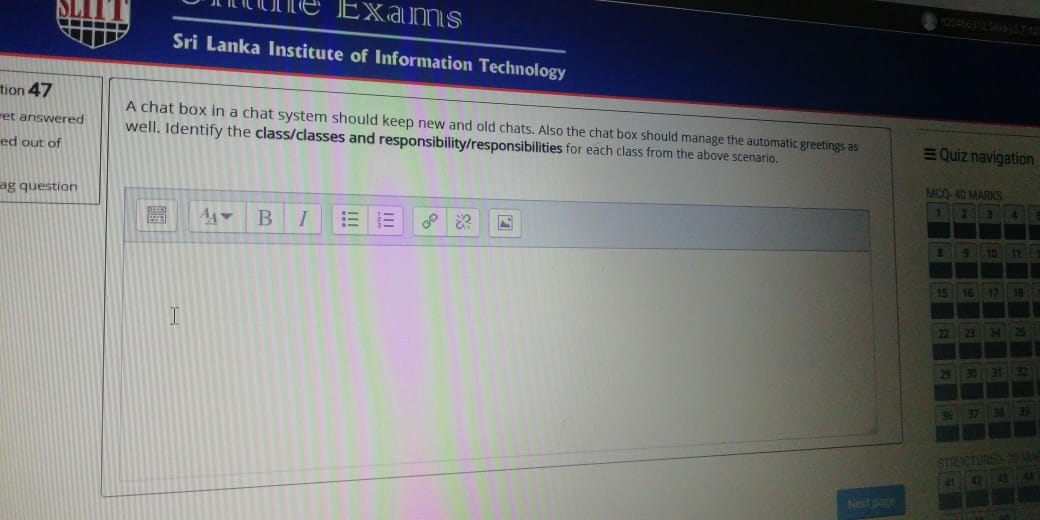 SLIIT
Exams
Sri Lanka Institute of Information Technology
tion 47
et answered
ed out of
ag question
A chat box in a chat system should keep new and old chats. Also the chat box should manage the automatic greetings as
well. Identify the class/classes and responsibility/responsibilities for each class from the above scenario.
B I
Quiz navigation
MCQ- 40 MARKS
1 2 3 4
8 9 10 11
15 16 17 18
22 23 24 25
29 30 31 32
36 37 38 39
STRUCTURED- 20
41 42 43 44
Next page